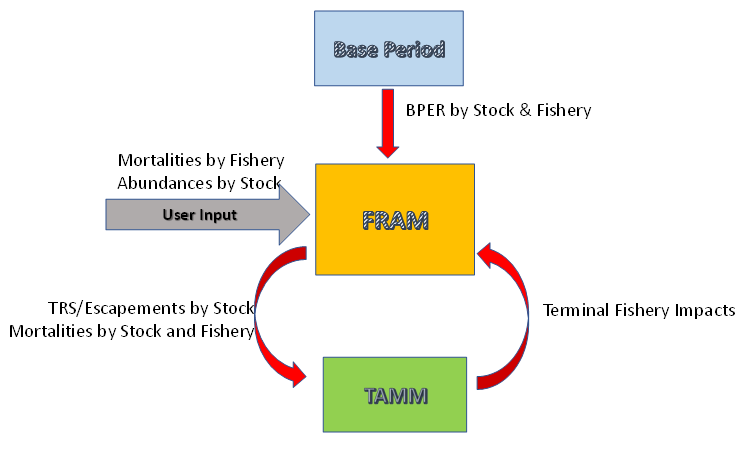 Base Period
BPER by Stock & Fishery
Mortalities by Fishery
Abundances by Stock
User Input
FRAM
TRS/Escapements by Stock
Mortalities by Stock and Fishery
Terminal Fishery Impacts
TAMM